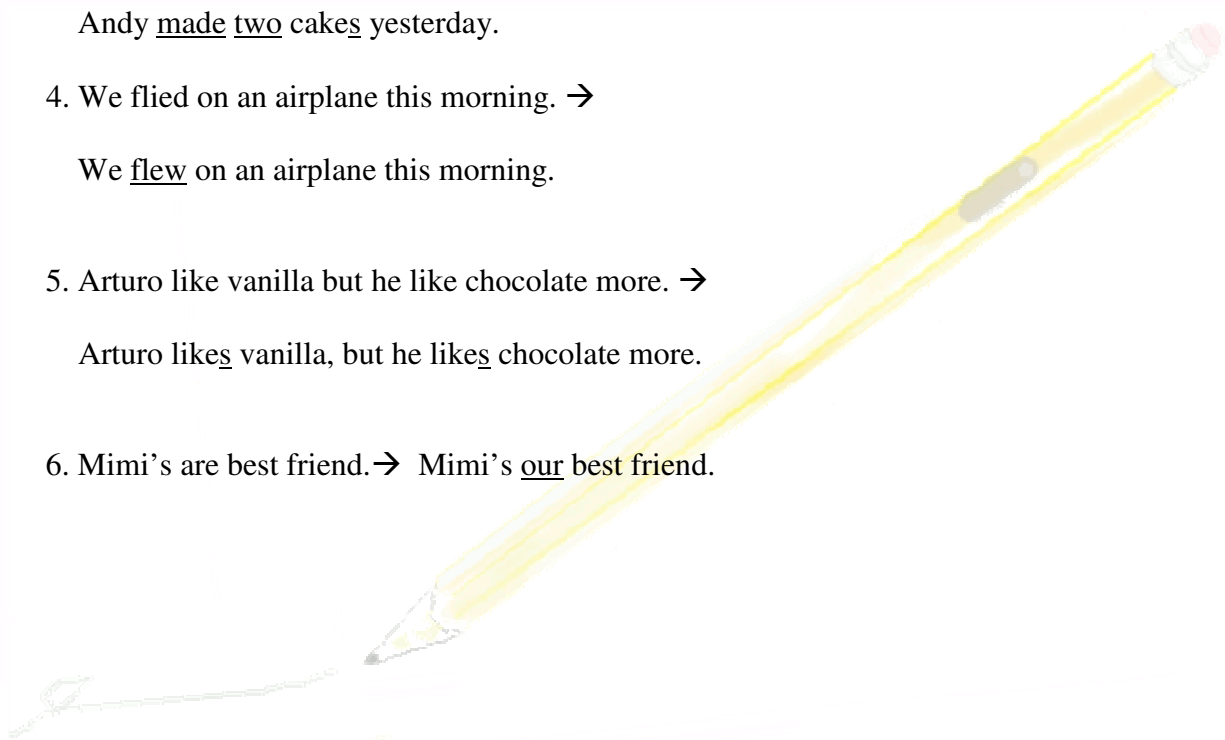 Andy made two cakes yesterday.
4. We flied on an airplane this morning. →
We flew on an airplane this morning.
5. Arturo like vanilla but he like chocolate more. →
Arturo likes vanilla, but he likes chocolate more.
6. Mimi’s are best friend.→ Mimi’s our best friend.